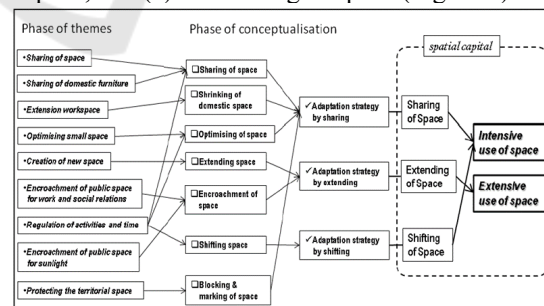 Phase of themes
Phase of conceptualisation
spatial capital
•Sharing of space
•Sharing of domestic furniture
•Extension workspace
•Optimising small space
•Creation of new space
•Encroachment of public space
for work and social relations
•Regulation of activities and time
•Encroachment of public space
for sunlight
•Protecting the territorial space
❑Sharing of space
❑Shrinking of
domestic space
❑Optimising of space
❑Extending space
❑Encroachment of
space
❑Shifting space
❑Blocking &
marking of space
✓Adaptation strategy
by sharing
✓Adaptation strategy
by extending
✓Adaptation strategy
by shifting
Sharing
of Space
Extending
of Space
Shifting
of Space
Intensive
use of space
Extensive
use of space